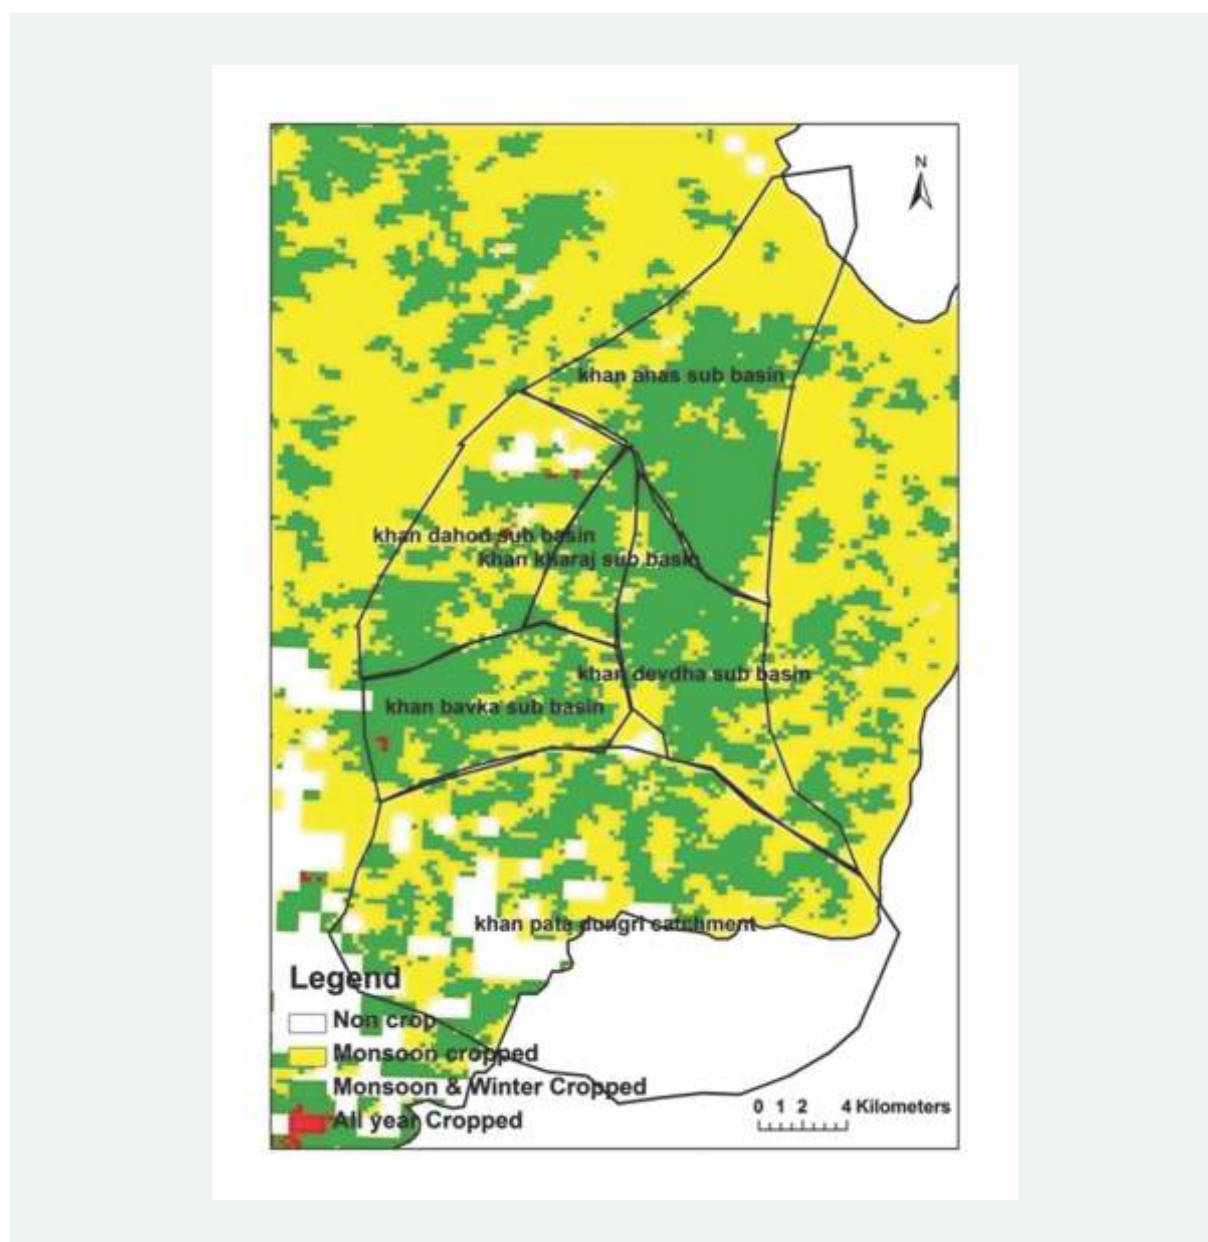 N
khan anas sub basin
khan dahod sub basin
khan kharaj sub basin
khan devdha sub basin
khan bavka sub basin
khan pata dungri catchment
Legend
Non crop
Monsoon cropped
Monsoon & Winter Cropped
All year Cropped
0 1 2 4 Kilometers